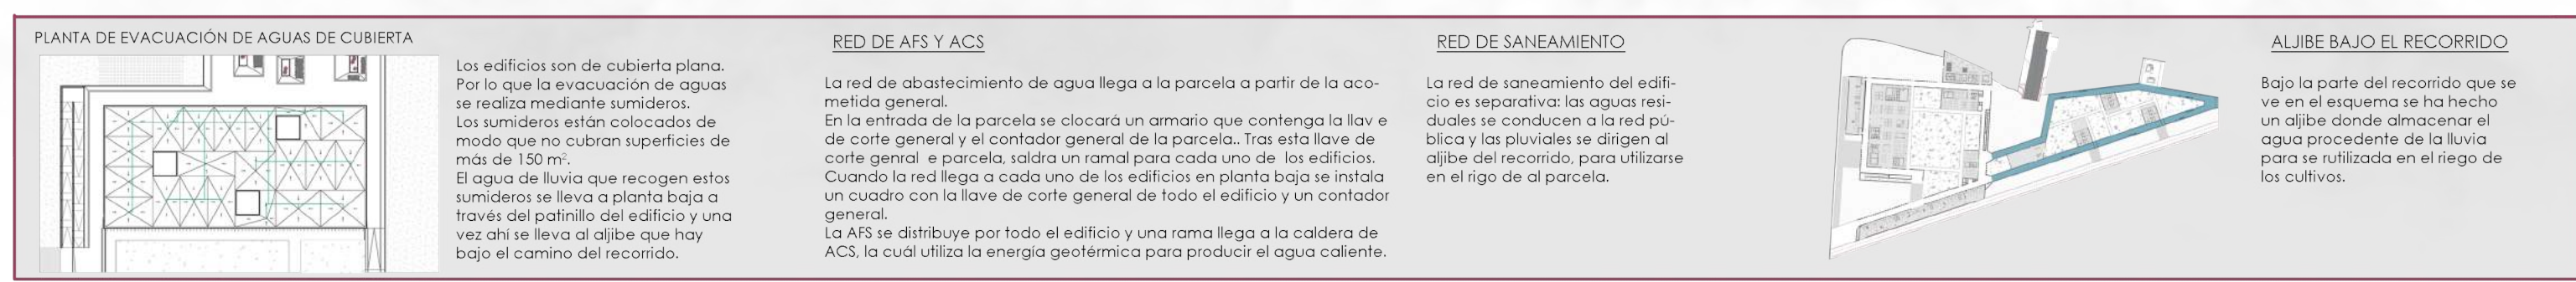 PLANTA DE EVACUACIÓN DE AGUAS DE CUBIERTA
Los edificios son de cubierta plana.
Por lo que la evacuación de aguas
se realiza mediante sumideros.
Los sumideros están colocados de
modo que no cubran superficies de
más de 150 m².
El agua de lluvia que recogen estos
sumideros se lleva a planta baja a
través del patinillo del edificio y una
vez ahí se lleva al aljibe que hay
bajo el camino del recorrido.
RED DE AFS Y ACS
La red de abastecimiento de agua llega a la parcela a partir de la aco-
metida general.
En la entrada de la parcela se clocará un armario que contenga la llav e
de corte general y el contador general de la parcela.. Tras esta llave de
corte genral e parcela, saldra un ramal para cada uno de los edificios.
Cuando la red llega a cada uno de los edificios en planta baja se instala
un cuadro con la llave de corte general de todo el edificio y un contador
general.
La AFS se distribuye por todo el edificio y una rama llega a la caldera de
ACS, la cuál utiliza la energía geotérmica para producir el agua caliente.
RED DE SANEAMIENTO
La red de saneamiento del edifi-
cio es separativa: las aguas resi-
duales se conducen a la red pú-
blica y las pluviales se dirigen al
aljibe del recorrido, para utilizarse
en el rigo de al parcela.
ALJIBE BAJO EL RECORRIDO
Bajo la parte del recorrido que se
ve en el esquema se ha hecho
un aljibe donde almacenar el
agua procedente de la lluvia
para se rutilizada en el riego de
los cultivos.